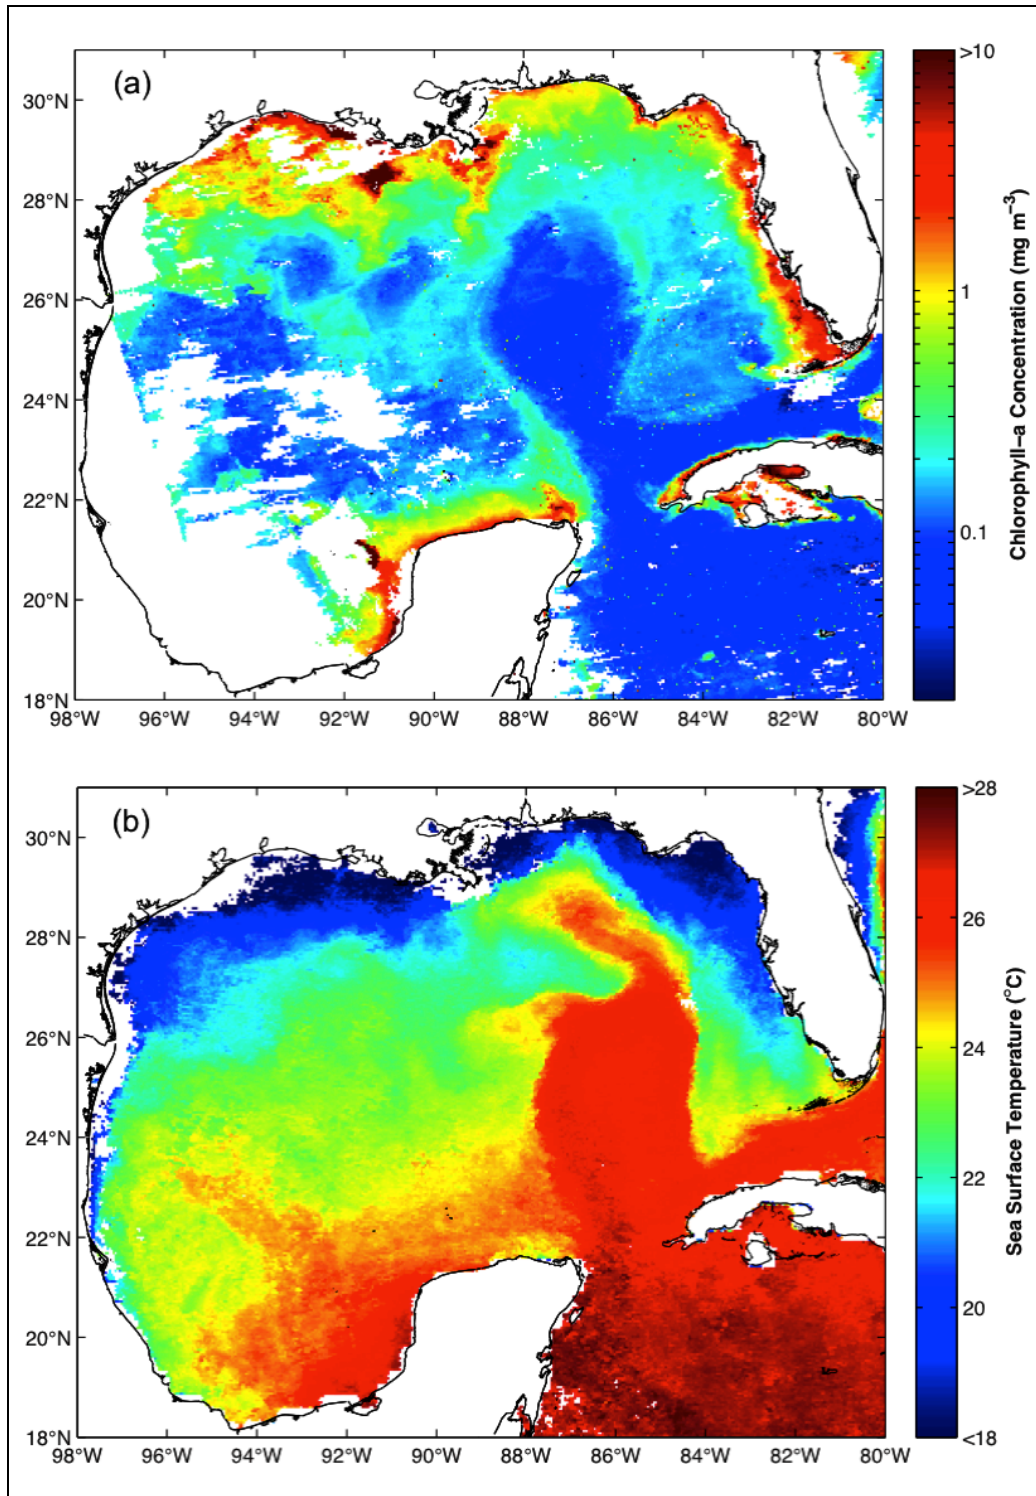 (a)
30°N
28°N
26°N
24°N
22°N
20°N
18°N
98°W 96°W 94°W 92°W 90°W 88°W 86°W 84°W 82°W 80°W
>10
1
0.1
Chlorophyll–a Concentration (mg m⁻³)
(b)
30°N
28°N
26°N
24°N
22°N
20°N
18°N
98°W 96°W 94°W 92°W 90°W 88°W 86°W 84°W 82°W 80°W
>28
26
24
22
20
<18
Sea Surface Temperature (°C)